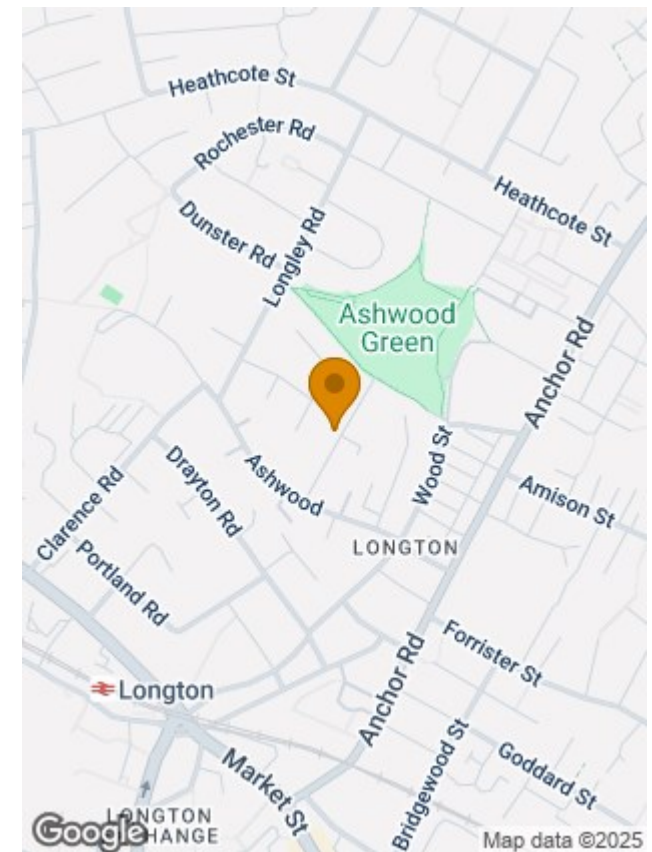 Heathcote St
Rochester Rd
Heathcote St
Dunster Rd
Longley Rd
Ashwood
Green
Anchor Rd
Wood St
Ashwood
Drayton Rd
Amison St
Clarence Rd
LONGTON
Portland Rd
Forrister St
Longton
Anchor Rd
Goddard St
Market St
Bridgewood St
LONGTON
HANGE
Google
Map data ©2025